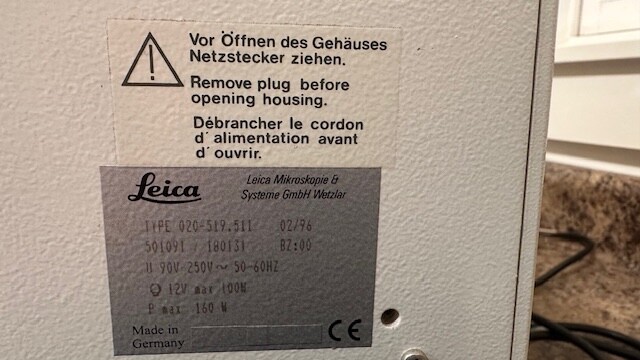 Vor Öffnen des Gehäuses
Netzstecker ziehen.
Remove plug before
opening housing.
Débrancher le cordon
d´ alimentation avant
d´ ouvrir.
Leica
Leica Mikroskopie &
Systeme GmbH Wetzlar
TYPE 020-519.511 02/96
501091 / 180131 BZ:00
U 90V-250V~ 50-60HZ
12V max 100W
P max 160 W
Made in
Germany
CE